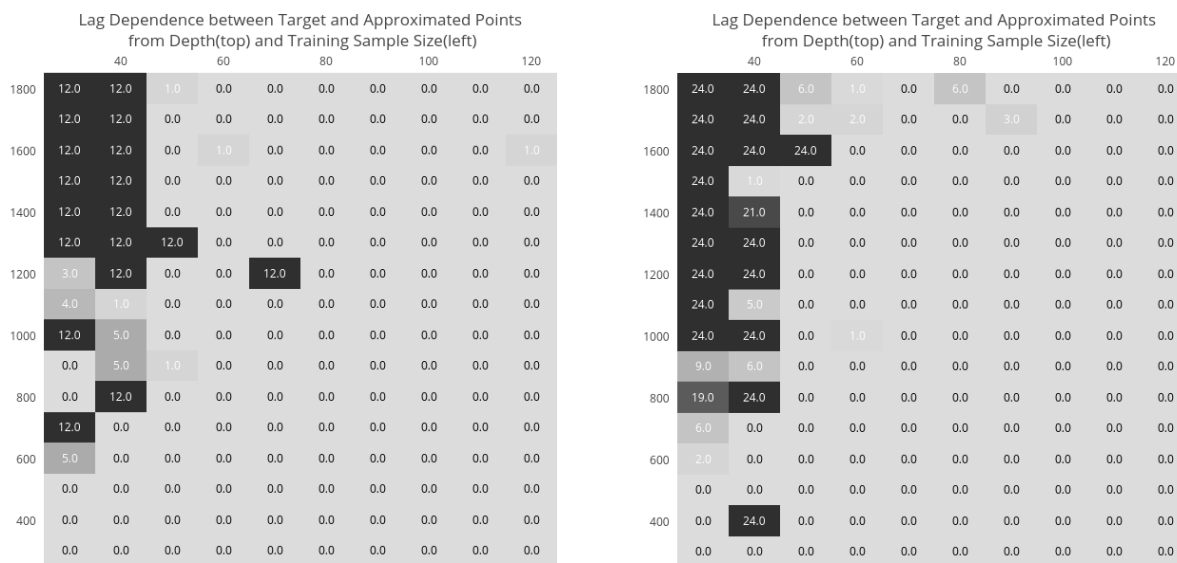 Lag Dependence between Target and Approximated Points
from Depth(top) and Training Sample Size(left)
40 60 80 100 120
1800 12.0 12.0 1.0 0.0 0.0 0.0 0.0 0.0 0.0 0.0
12.0 12.0 0.0 0.0 0.0 0.0 0.0 0.0 0.0 0.0
1600 12.0 12.0 0.0 1.0 0.0 0.0 0.0 0.0 0.0 1.0
12.0 12.0 0.0 0.0 0.0 0.0 0.0 0.0 0.0 0.0
1400 12.0 12.0 0.0 0.0 0.0 0.0 0.0 0.0 0.0 0.0
12.0 12.0 12.0 0.0 0.0 0.0 0.0 0.0 0.0 0.0
1200 3.0 12.0 0.0 0.0 12.0 0.0 0.0 0.0 0.0 0.0
4.0 1.0 0.0 0.0 0.0 0.0 0.0 0.0 0.0 0.0
1000 12.0 5.0 0.0 0.0 0.0 0.0 0.0 0.0 0.0 0.0
0.0 5.0 1.0 0.0 0.0 0.0 0.0 0.0 0.0 0.0
800 0.0 12.0 0.0 0.0 0.0 0.0 0.0 0.0 0.0 0.0
12.0 0.0 0.0 0.0 0.0 0.0 0.0 0.0 0.0 0.0
600 5.0 0.0 0.0 0.0 0.0 0.0 0.0 0.0 0.0 0.0
0.0 0.0 0.0 0.0 0.0 0.0 0.0 0.0 0.0 0.0
400 0.0 0.0 0.0 0.0 0.0 0.0 0.0 0.0 0.0 0.0
0.0 0.0 0.0 0.0 0.0 0.0 0.0 0.0 0.0 0.0
Lag Dependence between Target and Approximated Points
from Depth(top) and Training Sample Size(left)
40 60 80 100 120
1800 24.0 24.0 6.0 1.0 0.0 6.0 0.0 0.0 0.0 0.0
24.0 24.0 2.0 2.0 0.0 0.0 3.0 0.0 0.0 0.0
1600 24.0 24.0 24.0 0.0 0.0 0.0 0.0 0.0 0.0 0.0
24.0 1.0 0.0 0.0 0.0 0.0 0.0 0.0 0.0 0.0
1400 24.0 21.0 0.0 0.0 0.0 0.0 0.0 0.0 0.0 0.0
24.0 24.0 0.0 0.0 0.0 0.0 0.0 0.0 0.0 0.0
1200 24.0 24.0 0.0 0.0 0.0 0.0 0.0 0.0 0.0 0.0
24.0 5.0 0.0 0.0 0.0 0.0 0.0 0.0 0.0 0.0
1000 24.0 24.0 0.0 1.0 0.0 0.0 0.0 0.0 0.0 0.0
9.0 6.0 0.0 0.0 0.0 0.0 0.0 0.0 0.0 0.0
800 19.0 24.0 0.0 0.0 0.0 0.0 0.0 0.0 0.0 0.0
6.0 0.0 0.0 0.0 0.0 0.0 0.0 0.0 0.0 0.0
600 2.0 0.0 0.0 0.0 0.0 0.0 0.0 0.0 0.0 0.0
0.0 0.0 0.0 0.0 0.0 0.0 0.0 0.0 0.0 0.0
400 0.0 24.0 0.0 0.0 0.0 0.0 0.0 0.0 0.0 0.0
0.0 0.0 0.0 0.0 0.0 0.0 0.0 0.0 0.0 0.0